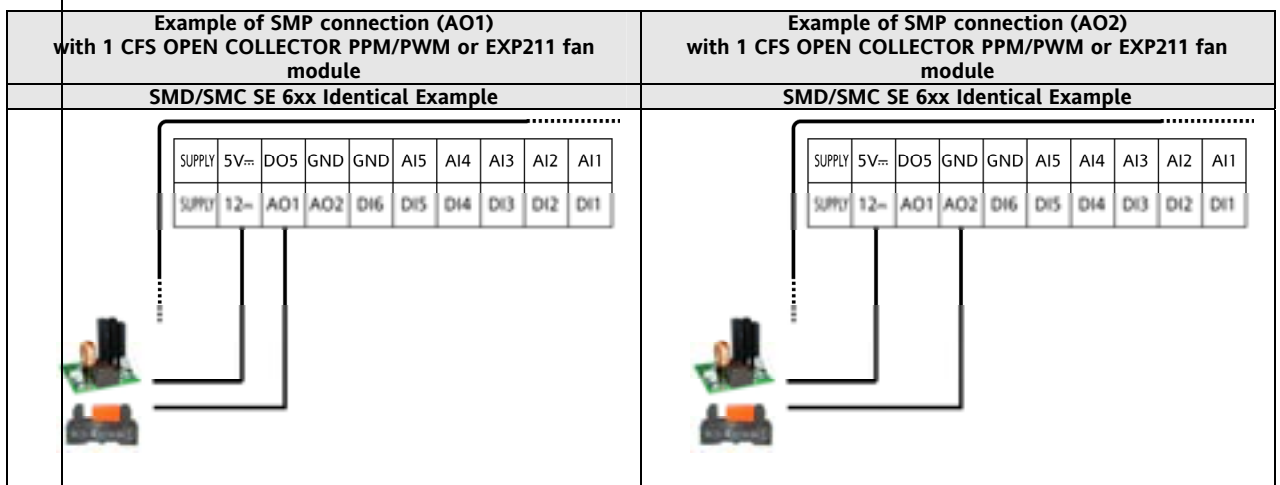 Example of SMP connection (AO1)
with 1 CFS OPEN COLLECTOR PPM/PWM or EXP211 fan
module
SMD/SMC SE 6xx Identical Example
SUPPLY 5V⎓ DO5 GND GND AI5 AI4 AI3 AI2 AI1
SUPPLY 12⎓ AO1 AO2 DI6 DI5 DI4 DI3 DI2 DI1
Example of SMP connection (AO2)
with 1 CFS OPEN COLLECTOR PPM/PWM or EXP211 fan
module
SMD/SMC SE 6xx Identical Example
SUPPLY 5V⎓ DO5 GND GND AI5 AI4 AI3 AI2 AI1
SUPPLY 12⎓ AO1 AO2 DI6 DI5 DI4 DI3 DI2 DI1